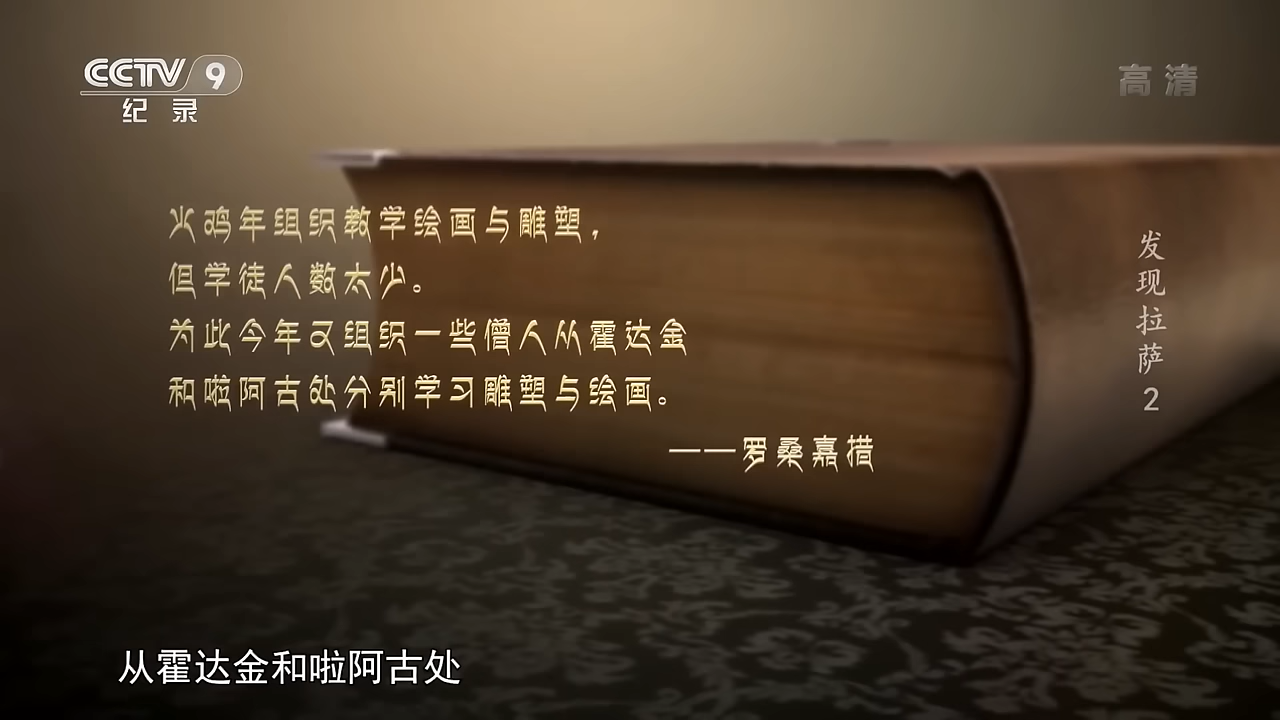 CCTV 9
纪录
高清
火鸡年组织教学绘画与雕塑，
但学徒人数太少。
为此今年又组织一些僧人从霍达金
和啦阿古处分别学习雕塑与绘画。
——罗桑嘉措
发现拉萨2
从霍达金和啦阿古处